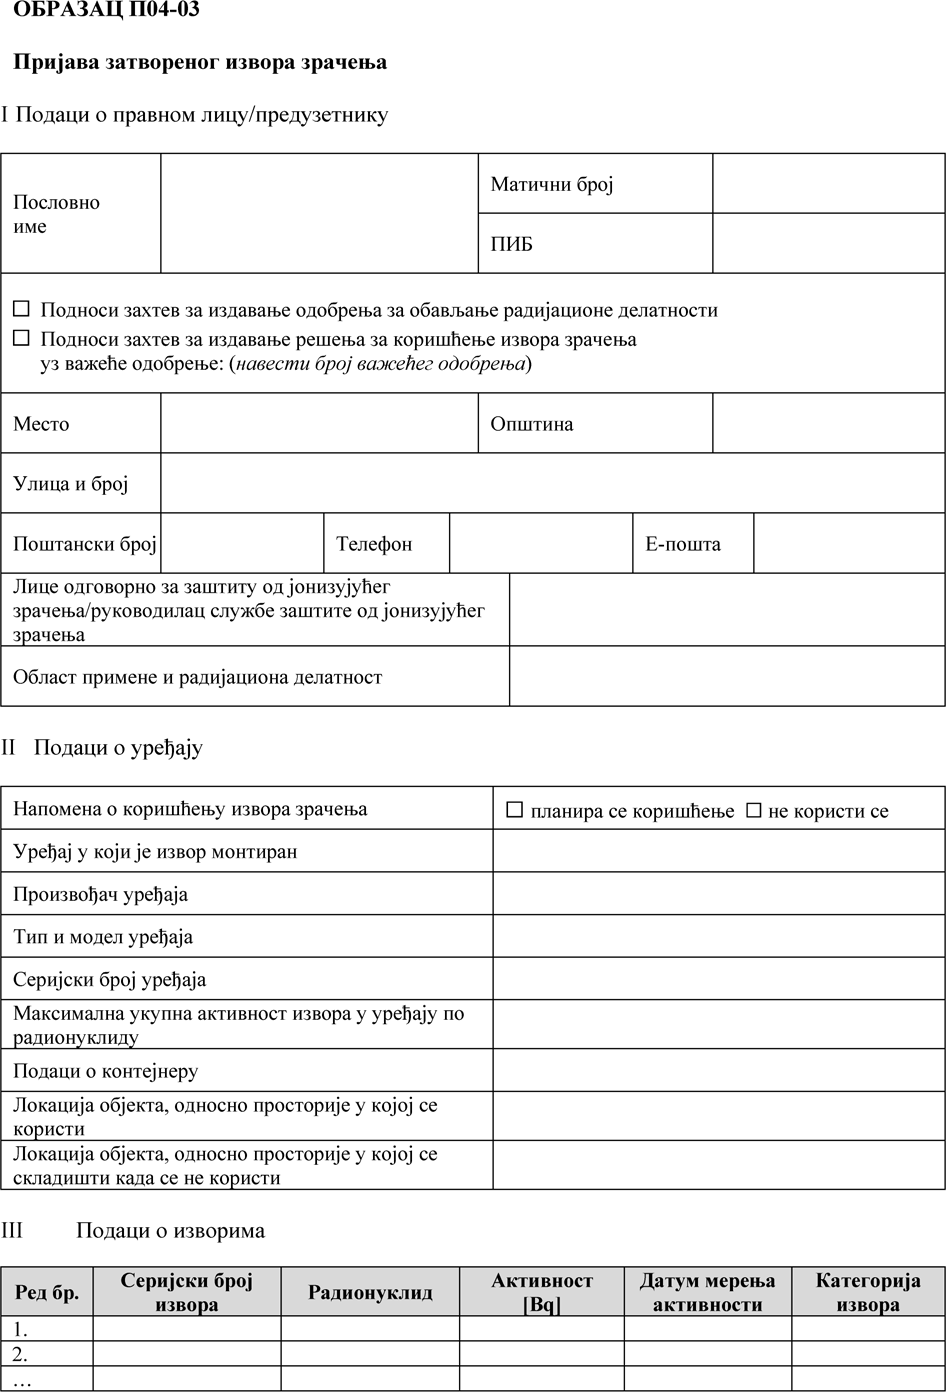 ОБРАЗАЦ П04-03
Пријава затвореног извора зрачења
I Подаци о правном лицу/предузетнику
Пословно
име
Матични број
ПИБ
☐ Подноси захтев за издавање одобрења за обављање радијационе делатности
☐ Подноси захтев за издавање решења за коришћење извора зрачења
уз важеће одобрење: (навести број важећег одобрења)
Место
Општина
Улица и број
Поштански број
Телефон
Е-пошта
Лице одговорно за заштиту од јонизујућег
зрачења/руководилац службе заштите од јонизујућег
зрачења
Област примене и радијациона делатност
II Подаци о уређају
Напомена о коришћењу извора зрачења
☐ планира се коришћење ☐ не користи се
Уређај у који је извор монтиран
Произвођач уређаја
Тип и модел уређаја
Серијски број уређаја
Максимална укупна активност извора у уређају по
радионуклиду
Подаци о контејнеру
Локација објекта, односно просторије у којој се
користи
Локација објекта, односно просторије у којој се
складишти када се не користи
III Подаци о изворима
Ред бр.
Серијски број
извора
Радионуклид
Активност
[Bq]
Датум мерења
активности
Категорија
извора
1.
2.
…